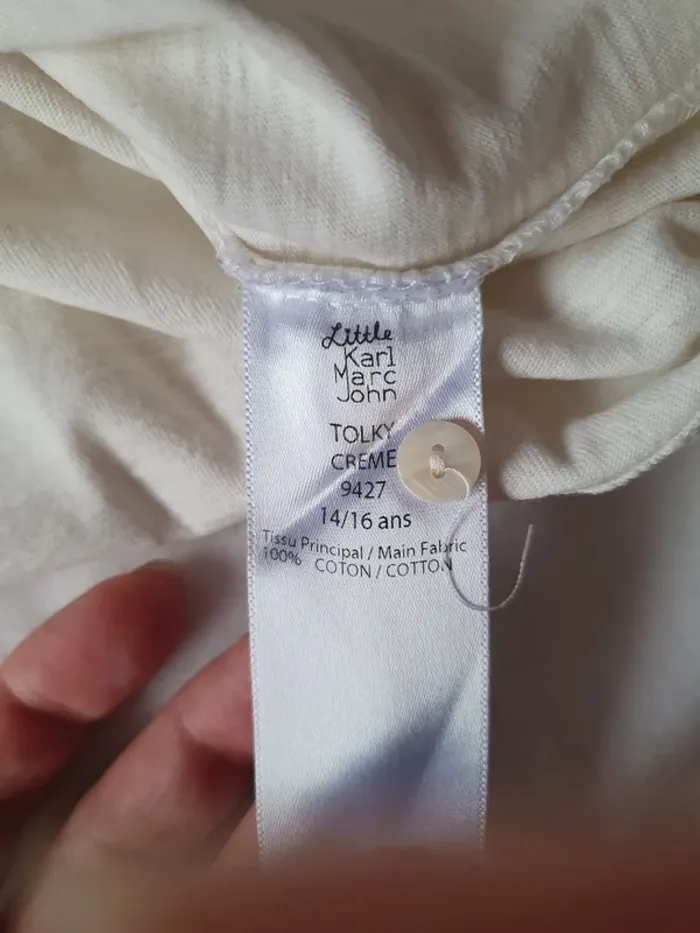 Little
Karl
Marc
John
TOLKY
CREME
9427
14/16 ans
Tissu Principal / Main Fabric
100% COTON / COTTON